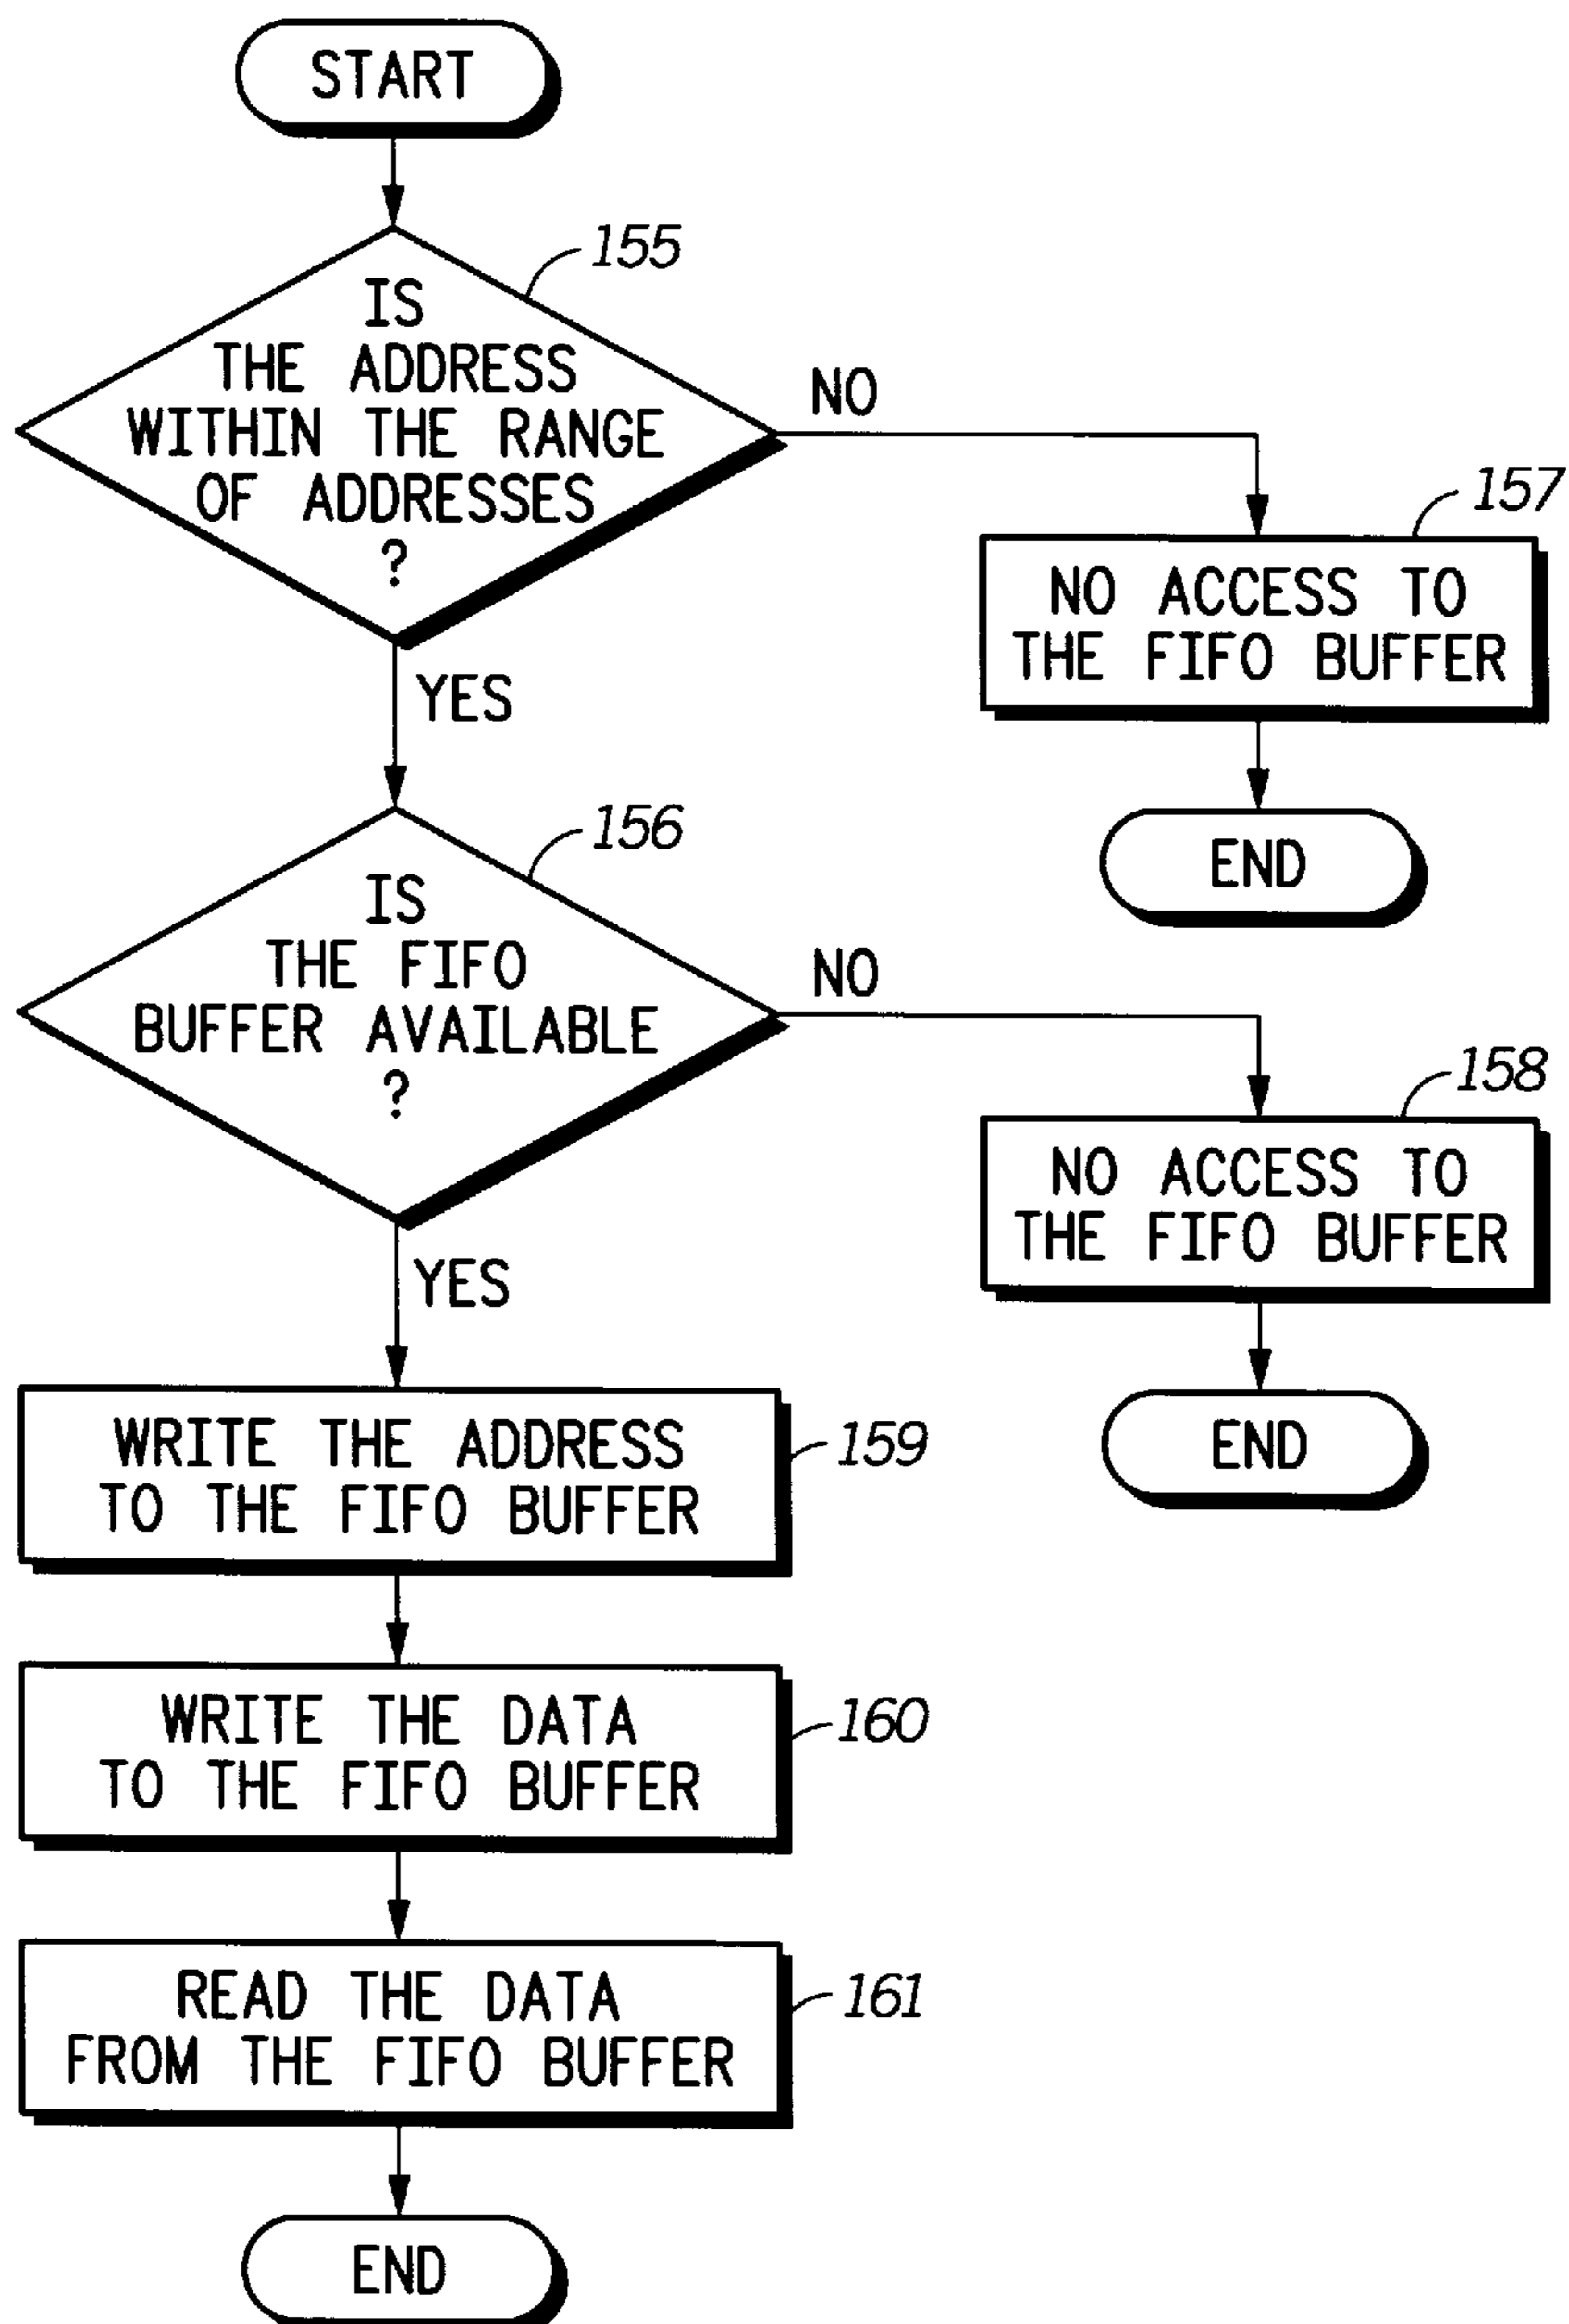 START
155
IS
THE ADDRESS
WITHIN THE RANGE
OF ADDRESSES
?
NO
157
NO ACCESS TO
THE FIFO BUFFER
END
YES
156
IS
THE FIFO
BUFFER AVAILABLE
?
NO
158
NO ACCESS TO
THE FIFO BUFFER
END
YES
WRITE THE ADDRESS
TO THE FIFO BUFFER
159
WRITE THE DATA
TO THE FIFO BUFFER
160
READ THE DATA
FROM THE FIFO BUFFER
161
END